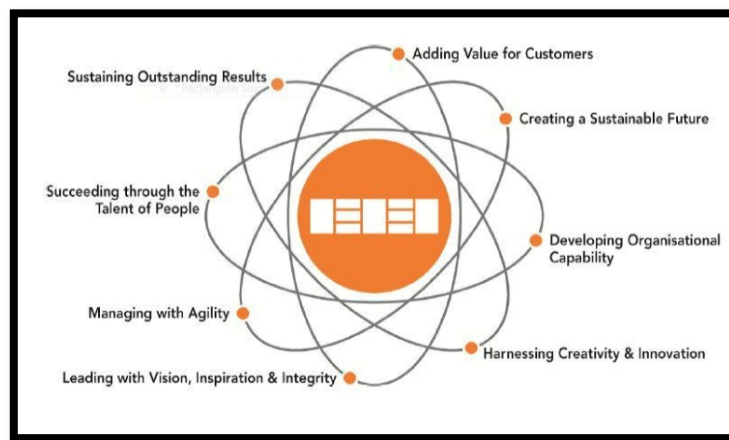 Adding Value for Customers
Sustaining Outstanding Results
Creating a Sustainable Future
Succeeding through the
Talent of People
Developing Organisational
Capability
Managing with Agility
Harnessing Creativity & Innovation
Leading with Vision, Inspiration & Integrity